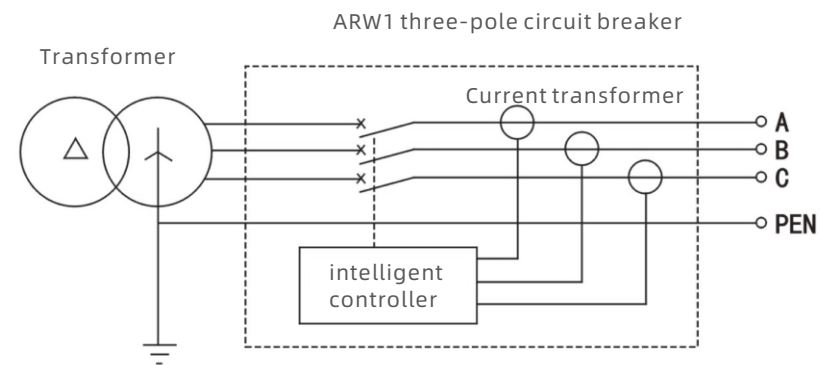 ARW1 three-pole circuit breaker
Transformer
Current transformer
A
B
C
PEN
intelligent
controller